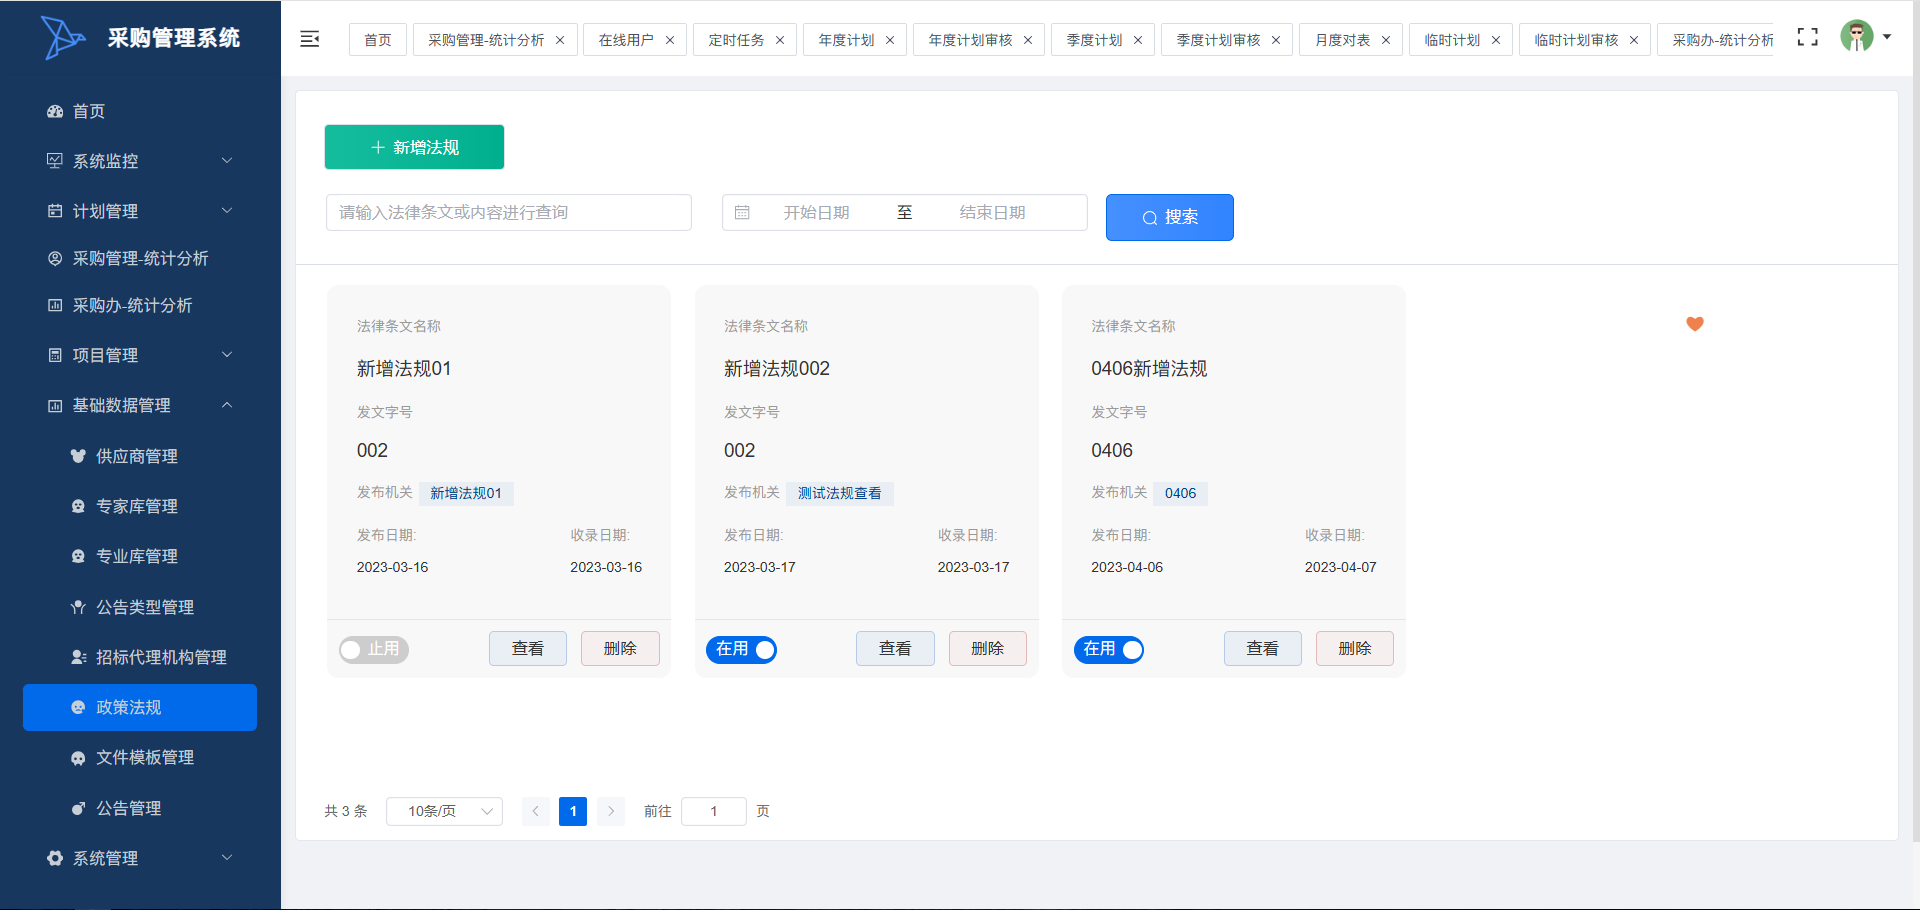 采购管理系统
首页
采购管理-统计分析
在线用户
定时任务
年度计划
年度计划审核
季度计划
季度计划审核
月度对表
临时计划
临时计划审核
采购办-统计分析
首页
系统监控
计划管理
采购管理-统计分析
采购办-统计分析
项目管理
基础数据管理
供应商管理
专家库管理
专业库管理
公告类型管理
招标代理机构管理
政策法规
文件模板管理
公告管理
系统管理
新增法规
请输入法律条文或内容进行查询
开始日期 至 结束日期
搜索
法律条文名称
新增法规01
发文字号
002
发布机关 新增法规01
发布日期: 收录日期:
2023-03-16 2023-03-16
止用 查看 删除
法律条文名称
新增法规002
发文字号
002
发布机关 测试法规查看
发布日期: 收录日期:
2023-03-17 2023-03-17
在用 查看 删除
法律条文名称
0406新增法规
发文字号
0406
发布机关 0406
发布日期: 收录日期:
2023-04-06 2023-04-07
在用 查看 删除
共 3 条 10条/页 1 前往 1 页